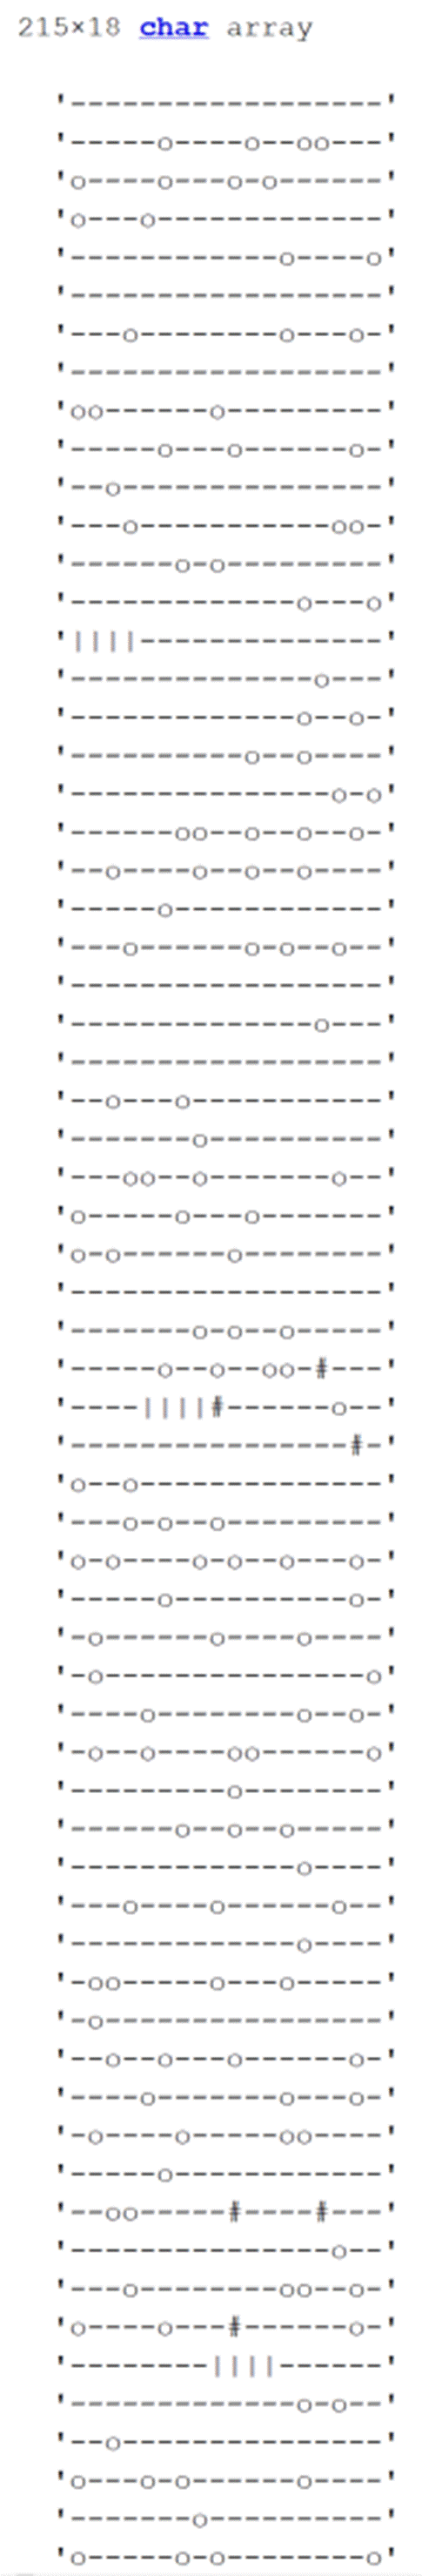 215×18 char array
'------------------'
'-----o----o--oo---'
'o----o---o-o------'
'o---o-------------'
'------------o----o'
'------------------'
'---o--------o---o-'
'------------------'
'oo------o---------'
'-----o---o------o-'
'--o---------------'
'---o-----------oo-'
'------o-o---------'
'-------------o---o'
'||||--------------'
'--------------o---'
'-------------o--o-'
'----------o--o----'
'---------------o-o'
'------oo--o--o--o-'
'--o----o--o--o----'
'-----o------------'
'---o------o-o--o--'
'------------------'
'--------------o---'
'------------------'
'--o---o-----------'
'-------o----------'
'---oo--o-------o--'
'o-----o---o-------'
'o-o------o--------'
'------------------'
'-------o-o--o-----'
'-----o--o--oo-#---'
'----||||#------o--'
'----------------#-'
'o--o--------------'
'---o-o--o---------'
'o-o----o-o--o---o-'
'-----o----------o-'
'-o------o----o----'
'-o---------------o'
'----o--------o--o-'
'-o--o----oo------o'
'---------o--------'
'------o--o--o-----'
'-------------o----'
'---o----o------o--'
'-------------o----'
'-oo-----o---o-----'
'-o----------------'
'--o--o---o------o-'
'----o-------o---o-'
'-o----o-----oo----'
'-----o------------'
'--oo-----#----#---'
'---------------o--'
'---o--------oo--o-'
'o----o---#------o-'
'--------||||------'
'-------------o-o--'
'--o---------------'
'o---o-o------o----'
'-------o----------'
'o-----o-o--------o'